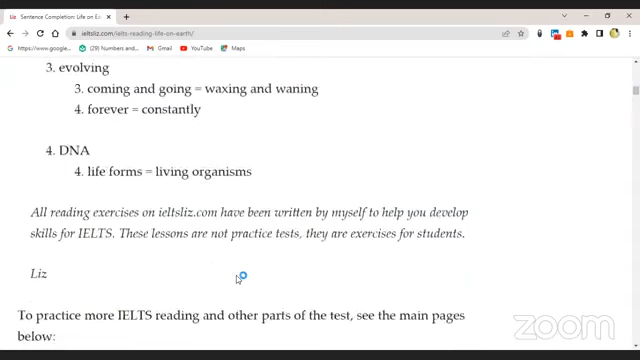 Liz Sentence Completion: Life on Ea
ieltsliz.com/ielts-reading-life-on-earth/
https://www.google...
(29) Numbers and...
Gmail
YouTube
Maps
3. evolving
3. coming and going = waxing and waning
4. forever = constantly
4. DNA
4. life forms = living organisms
All reading exercises on ieltsliz.com have been written by myself to help you develop
skills for IELTS. These lessons are not practice tests, they are exercises for students.
Liz
To practice more IELTS reading and other parts of the test, see the main pages
below:
zoom